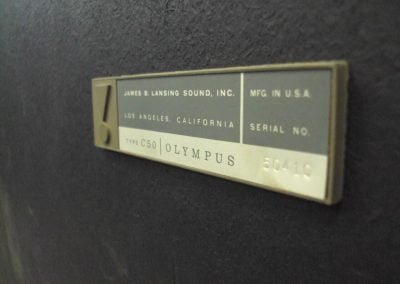 JAMES B. LANSING SOUND, INC.
LOS ANGELES, CALIFORNIA
MFG. IN U.S.A.
SERIAL NO.
TYPE C50 | OLYMPUS
50410